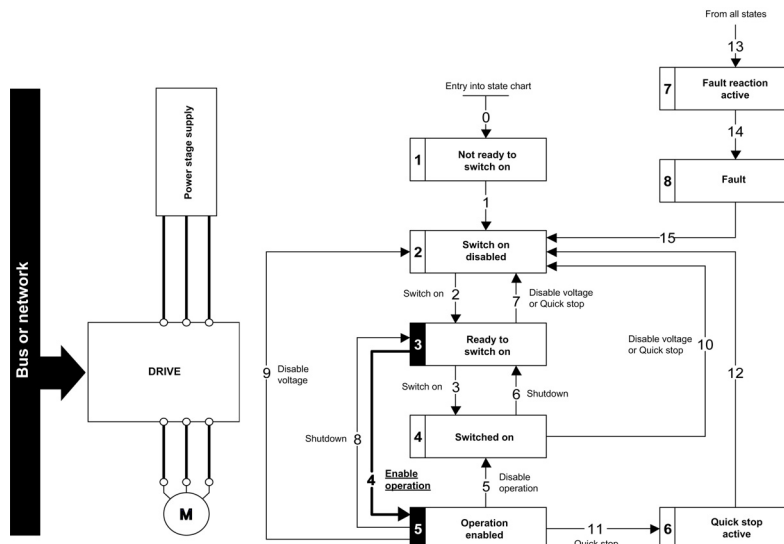 From all states
13
7
Fault reaction
active
14
8
Fault
15
Entry into state chart
0
1
Not ready to
switch on
1
2
Switch on
disabled
Switch on
2
7
Disable voltage
or Quick stop
3
Ready to
switch on
Switch on
3
6
Shutdown
4
Switched on
Disable voltage
or Quick stop
10
12
9
Disable
voltage
Shutdown
8
4
Enable
operation
5
Disable
operation
5
Operation
enabled
11
Quick stop
6
Quick stop
active
Bus or network
Power stage supply
DRIVE
M